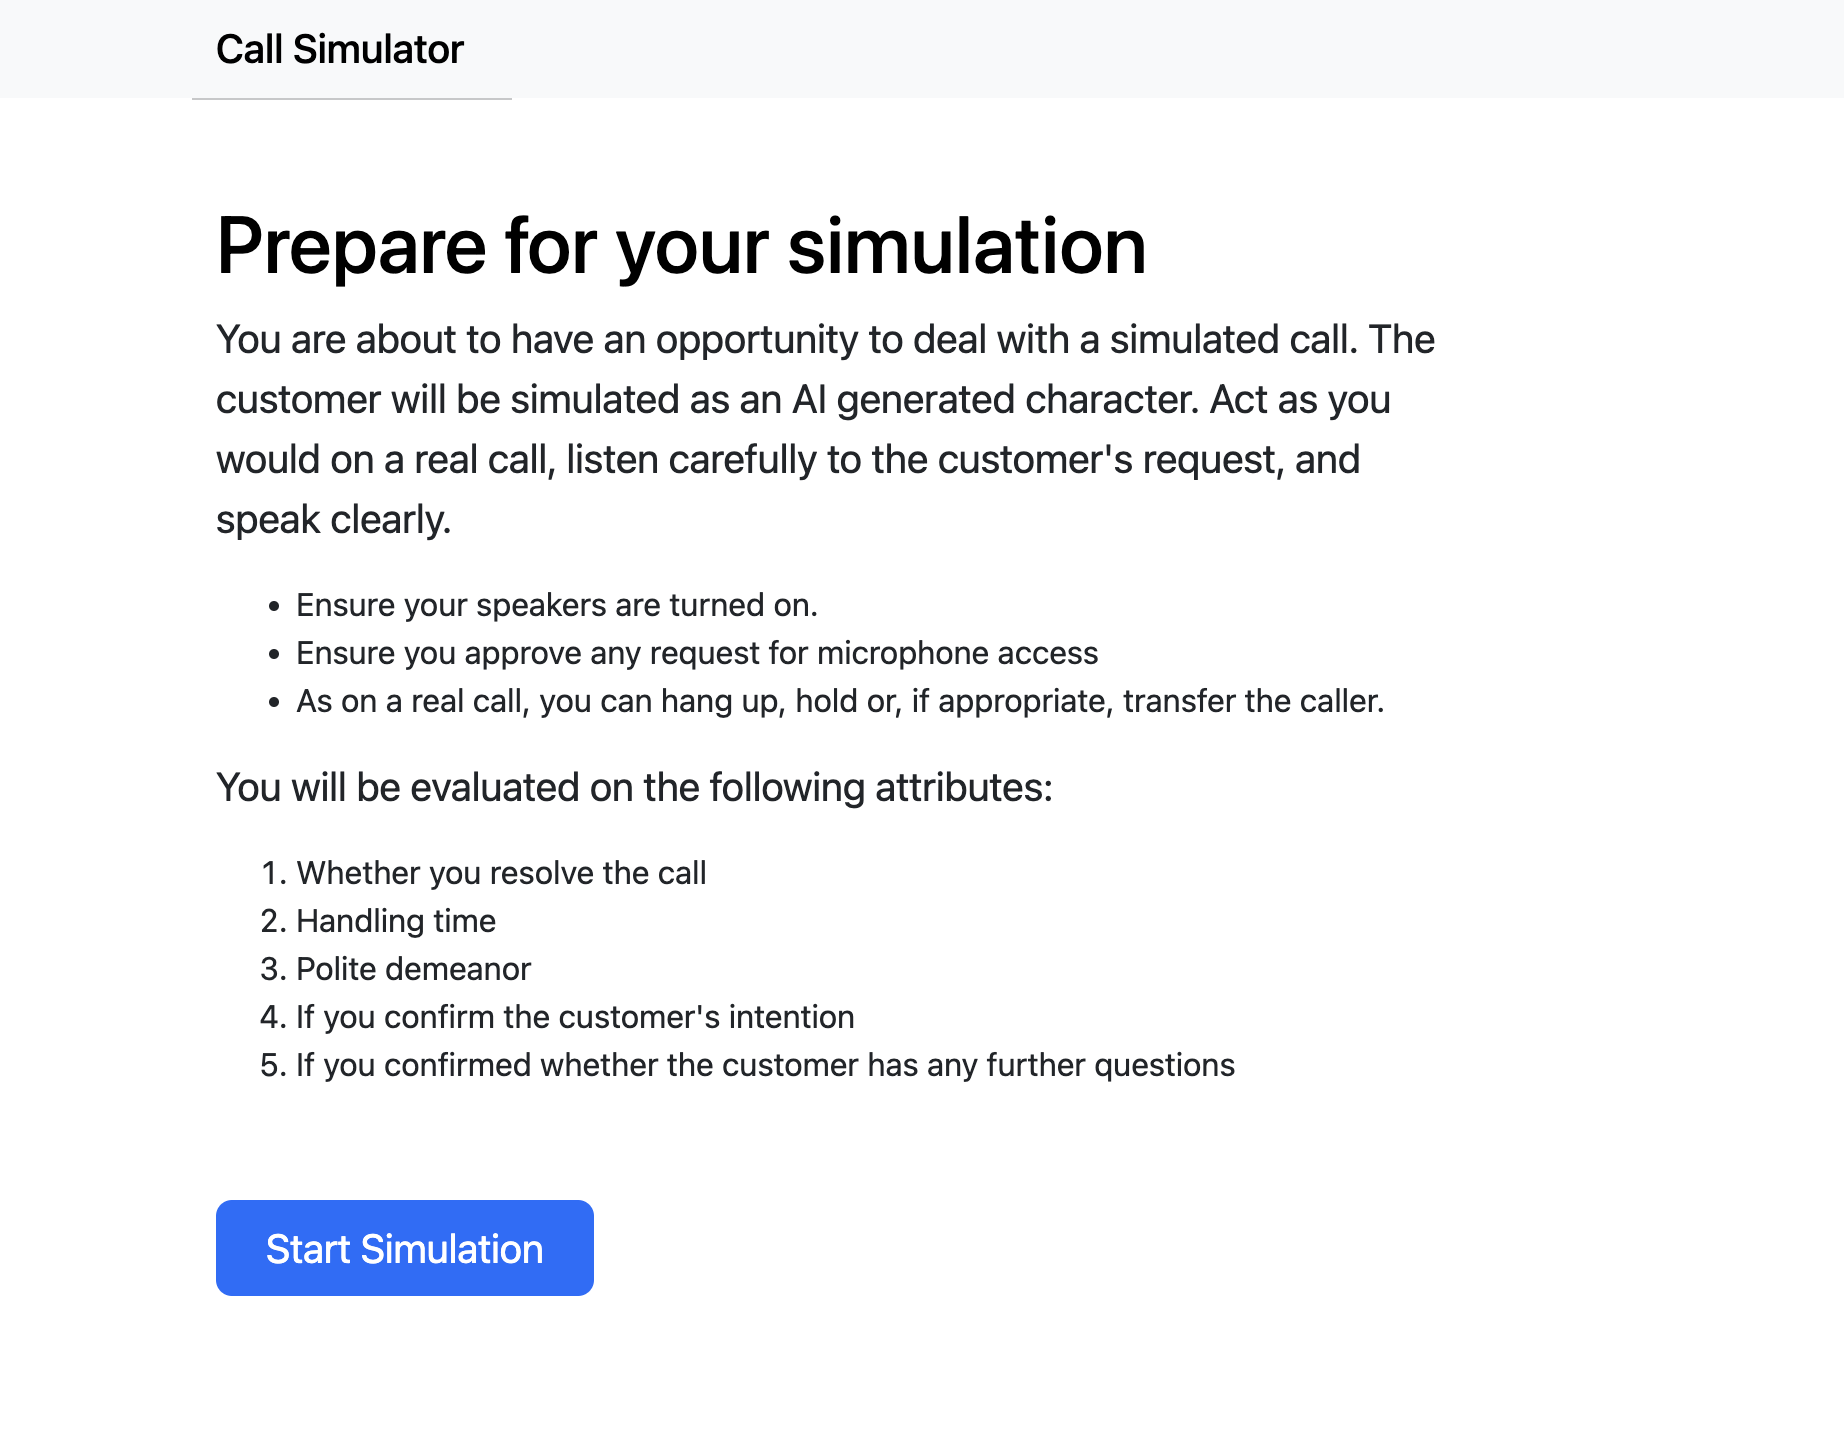 Call Simulator
Prepare for your simulation
You are about to have an opportunity to deal with a simulated call. The
customer will be simulated as an AI generated character. Act as you
would on a real call, listen carefully to the customer's request, and
speak clearly.
• Ensure your speakers are turned on.
• Ensure you approve any request for microphone access
• As on a real call, you can hang up, hold or, if appropriate, transfer the caller.
You will be evaluated on the following attributes:
1. Whether you resolve the call
2. Handling time
3. Polite demeanor
4. If you confirm the customer's intention
5. If you confirmed whether the customer has any further questions
Start Simulation